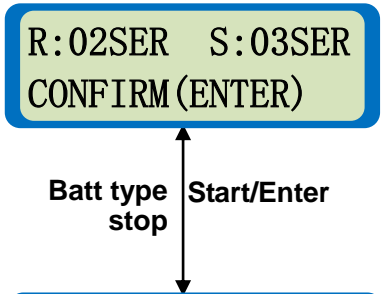 R:02SER S:03SER
CONFIRM(ENTER)
Batt type Start/Enter
stop